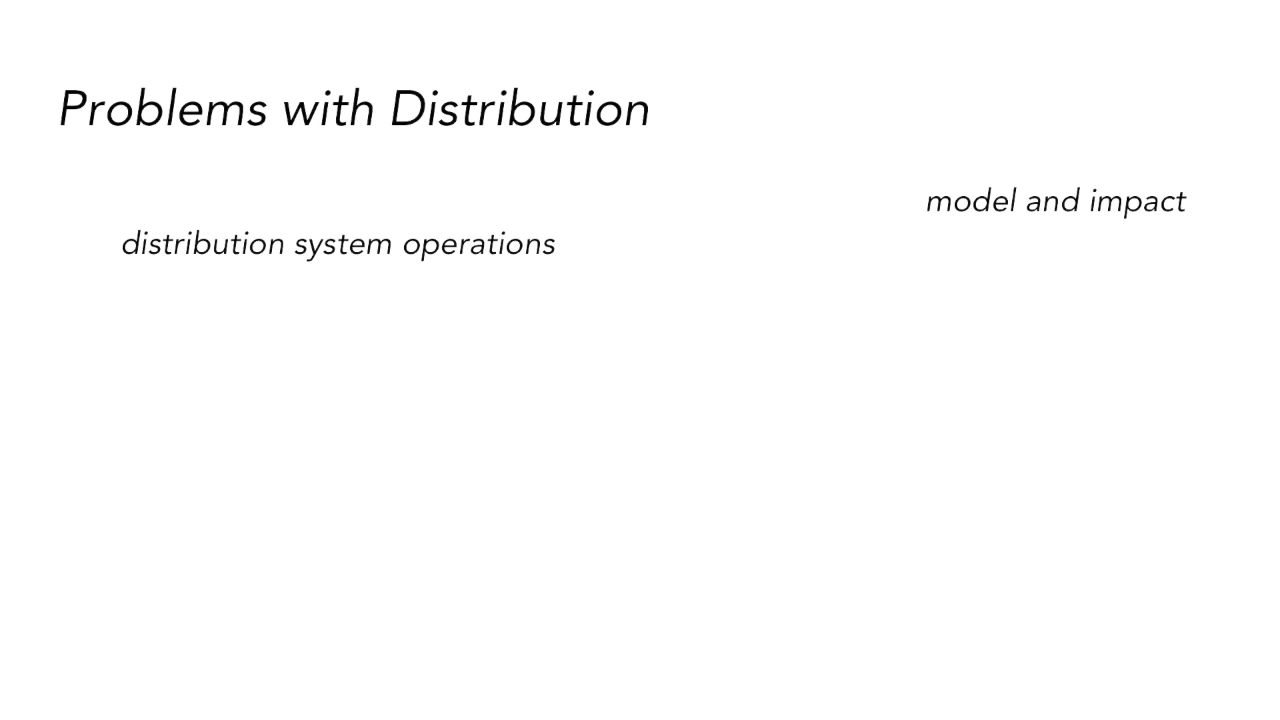 Problems with Distribution
model and impact
distribution system operations